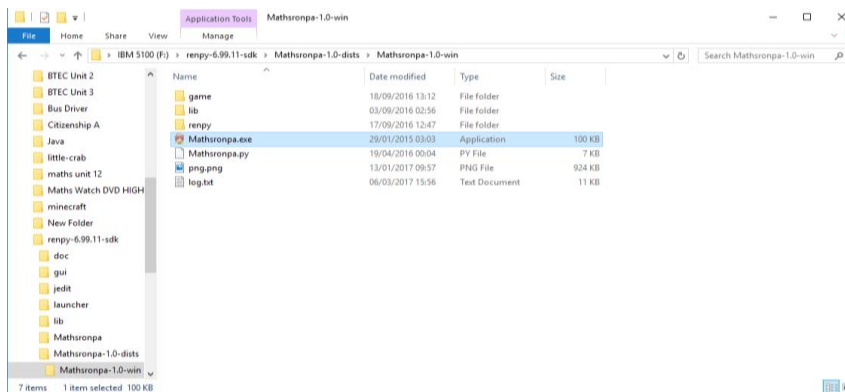 Application Tools Mathsronpa-1.0-win
File Home Share View Manage
IBM 5100 (F:) > renpy-6.99.11-sdk > Mathsronpa-1.0-dists > Mathsronpa-1.0-win Search Mathsronpa-1.0-win
Name Date modified Type Size
BTEC Unit 2
BTEC Unit 3
Bus Driver
Citizenship A
Java
little-crab
maths unit 12
Maths Watch DVD HIGH
minecraft
New Folder
renpy-6.99.11-sdk
doc
gui
jedit
launcher
lib
Mathsronpa
Mathsronpa-1.0-dists
Mathsronpa-1.0-win
game 18/09/2016 13:12 File folder
lib 03/09/2016 02:56 File folder
renpy 17/09/2016 12:47 File folder
Mathsronpa.exe 29/01/2015 03:03 Application 100 KB
Mathsronpa.py 19/04/2016 00:04 PY File 7 KB
png.png 13/01/2017 09:57 PNG File 924 KB
log.txt 06/03/2017 15:56 Text Document 11 KB
7 items 1 item selected 100 KB